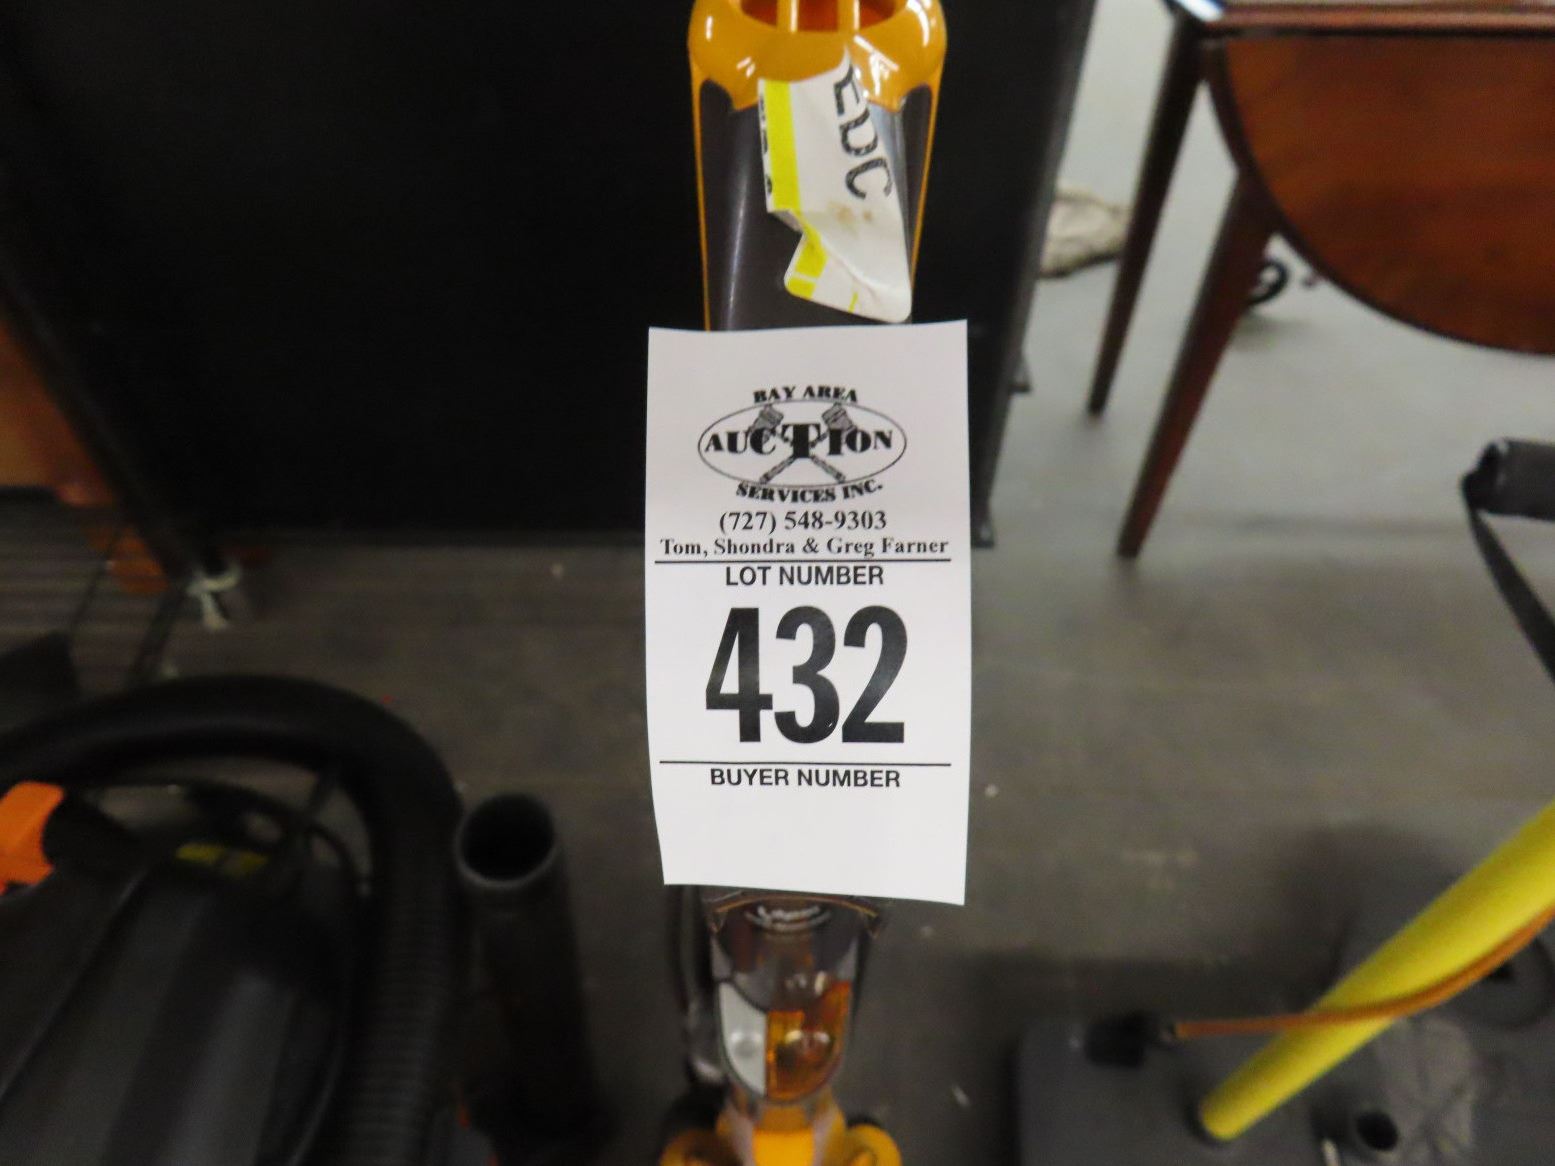 EDC
BAY AREA
AUCTION
SERVICES INC.
(727) 548-9303
Tom, Shondra & Greg Farner
LOT NUMBER
432
BUYER NUMBER